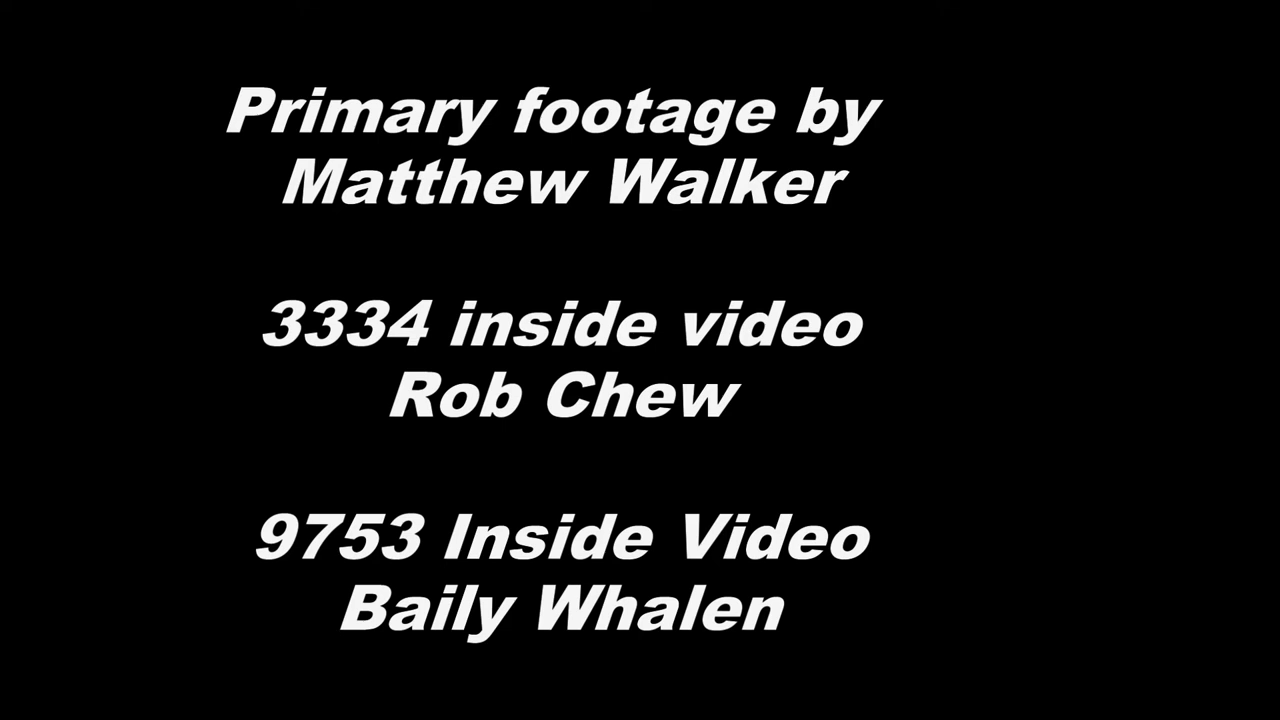 Primary footage by
Matthew Walker
3334 inside video
Rob Chew
9753 Inside Video
Baily Whalen